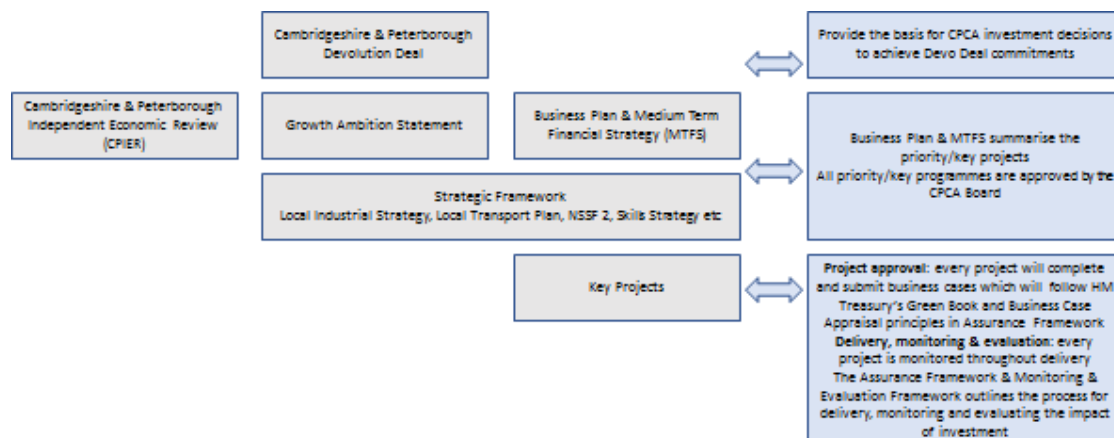 Cambridgeshire & Peterborough
Devolution Deal
Provide the basis for CPCA investment decisions
to achieve Devo Deal commitments
Cambridgeshire & Peterborough
Independent Economic Review
(CPIER)
Growth Ambition Statement
Business Plan & Medium Term
Financial Strategy (MTFS)
Business Plan & MTFS summarise the
priority/key projects
All priority/key programmes are approved by the
CPCA Board
Strategic Framework
Local Industrial Strategy, Local Transport Plan, NSSF 2, Skills Strategy etc
Key Projects
Project approval: every project will complete
and submit business cases which will follow HM
Treasury's Green Book and Business Case
Appraisal principles in Assurance Framework
Delivery, monitoring & evaluation: every
project is monitored throughout delivery
The Assurance Framework & Monitoring &
Evaluation Framework outlines the process for
delivery, monitoring and evaluating the impact
of investment